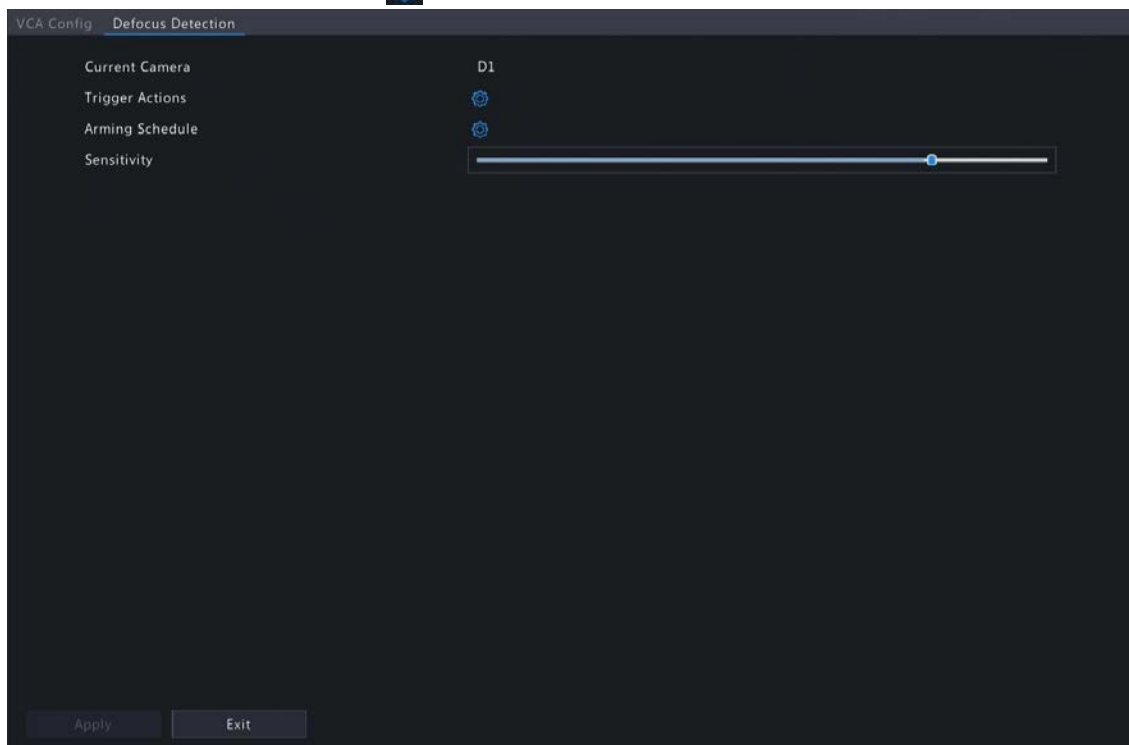 VCA Config Defocus Detection
Current Camera D1
Trigger Actions
Arming Schedule
Sensitivity
Apply Exit